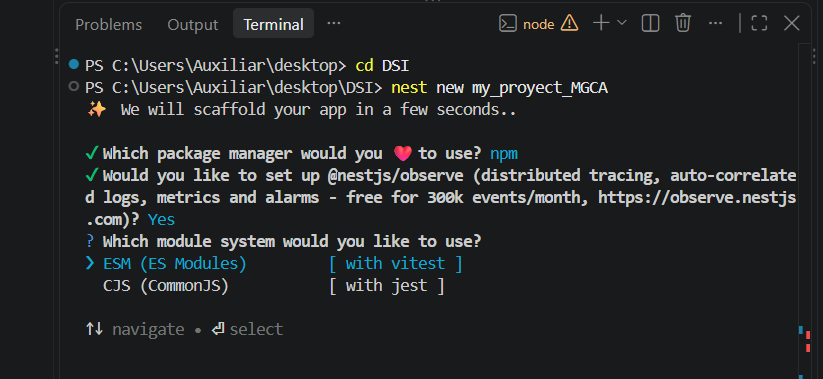 Problems Output Terminal ··· node
PS C:\Users\Auxiliar\desktop> cd DSI
PS C:\Users\Auxiliar\desktop\DSI> nest new my_proyect_MGCA
✨ We will scaffold your app in a few seconds..
✓ Which package manager would you ❤ to use? npm
✓ Would you like to set up @nestjs/observe (distributed tracing, auto-correlate
d logs, metrics and alarms - free for 300k events/month, https://observe.nestjs
.com)? Yes
? Which module system would you like to use?
❯ ESM (ES Modules) [ with vitest ]
CJS (CommonJS) [ with jest ]
↑↓ navigate • ⏎ select